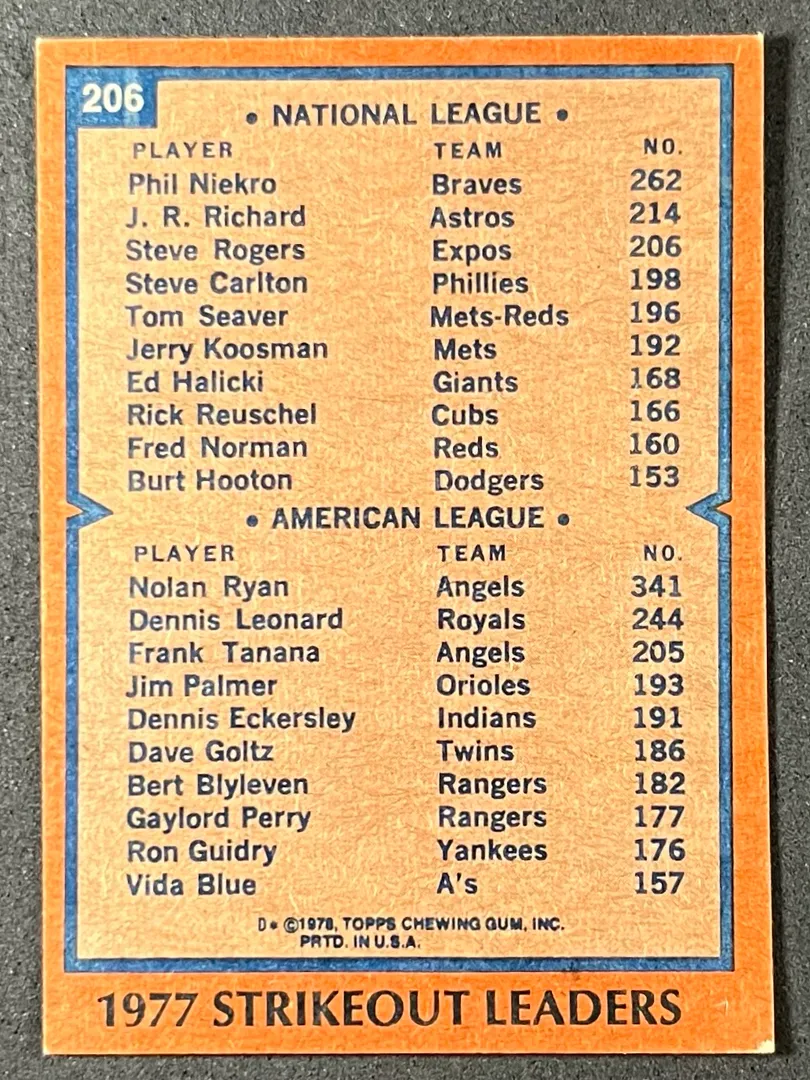 206
• NATIONAL LEAGUE •
PLAYER TEAM NO.
Phil Niekro Braves 262
J. R. Richard Astros 214
Steve Rogers Expos 206
Steve Carlton Phillies 198
Tom Seaver Mets-Reds 196
Jerry Koosman Mets 192
Ed Halicki Giants 168
Rick Reuschel Cubs 166
Fred Norman Reds 160
Burt Hooton Dodgers 153
• AMERICAN LEAGUE •
PLAYER TEAM NO.
Nolan Ryan Angels 341
Dennis Leonard Royals 244
Frank Tanana Angels 205
Jim Palmer Orioles 193
Dennis Eckersley Indians 191
Dave Goltz Twins 186
Bert Blyleven Rangers 182
Gaylord Perry Rangers 177
Ron Guidry Yankees 176
Vida Blue A's 157
D* ©1978, TOPPS CHEWING GUM, INC.
PRTD. IN U.S.A.
1977 STRIKEOUT LEADERS